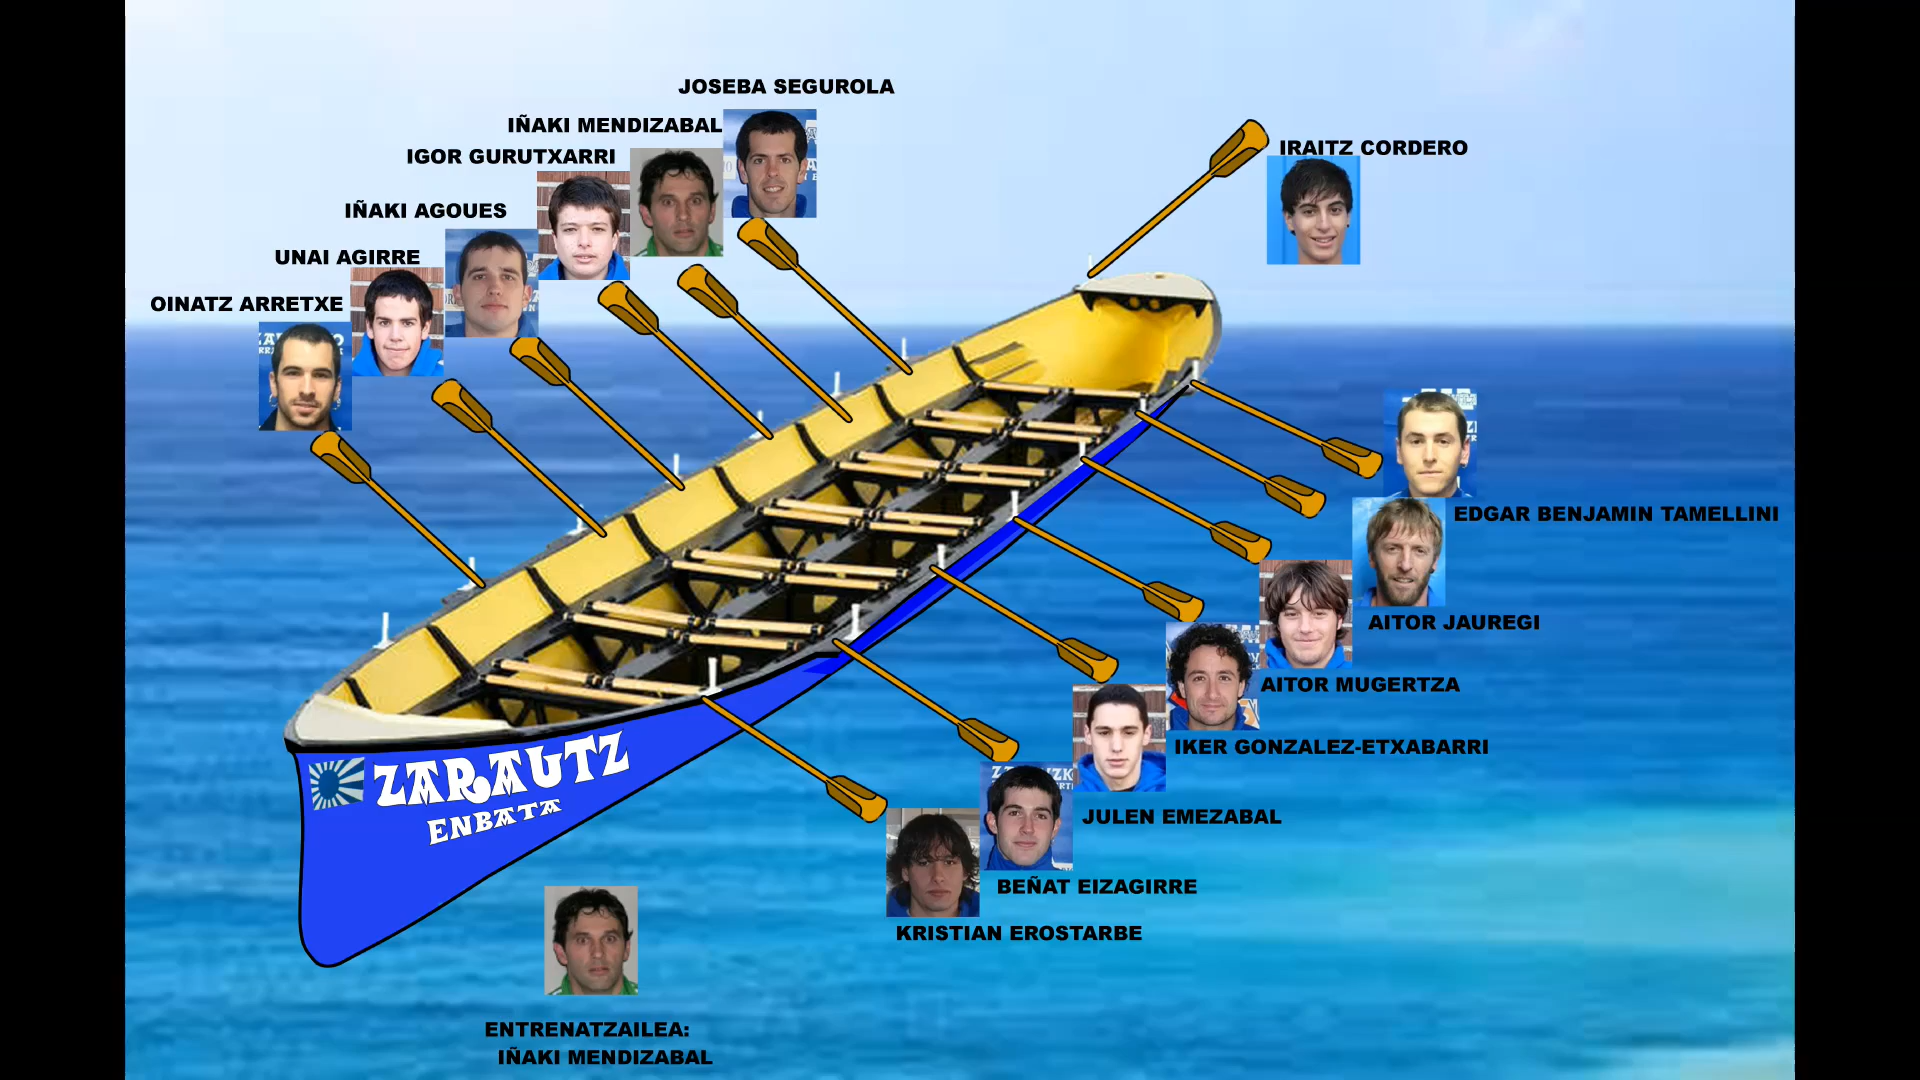 JOSEBA SEGUROLA
IÑAKI MENDIZABAL
IGOR GURUTXARRI
IRAITZ CORDERO
IÑAKI AGOUES
UNAI AGIRRE
OINATZ ARRETXE
EDGAR BENJAMIN TAMELLINI
AITOR JAUREGI
AITOR MUGERTZA
IKER GONZALEZ-ETXABARRI
ZARAUTZ
ENBATA
JULEN EMEZABAL
BEÑAT EIZAGIRRE
KRISTIAN EROSTARBE
ENTRENATZAILEA:
IÑAKI MENDIZABAL